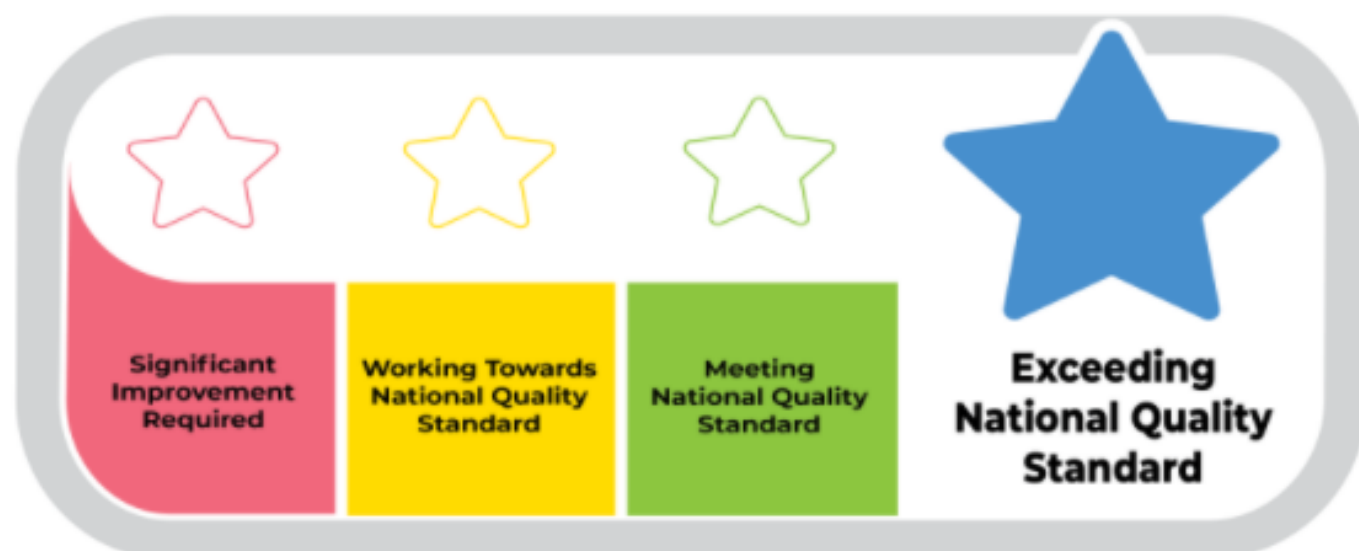 Significant
Improvement
Required
Working Towards
National Quality
Standard
Meeting
National Quality
Standard
Exceeding
National Quality
Standard